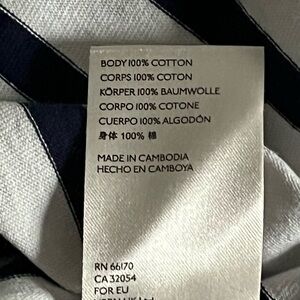 BODY 100% COTTON
CORPS 100% COTON
KÖRPER 100% BAUMWOLLE
CORPO 100% COTONE
CUERPO 100% ALGODÓN
身体 100% 棉
MADE IN CAMBODIA
HECHO EN CAMBOYA
RN 66170
CA 32054
FOR EU